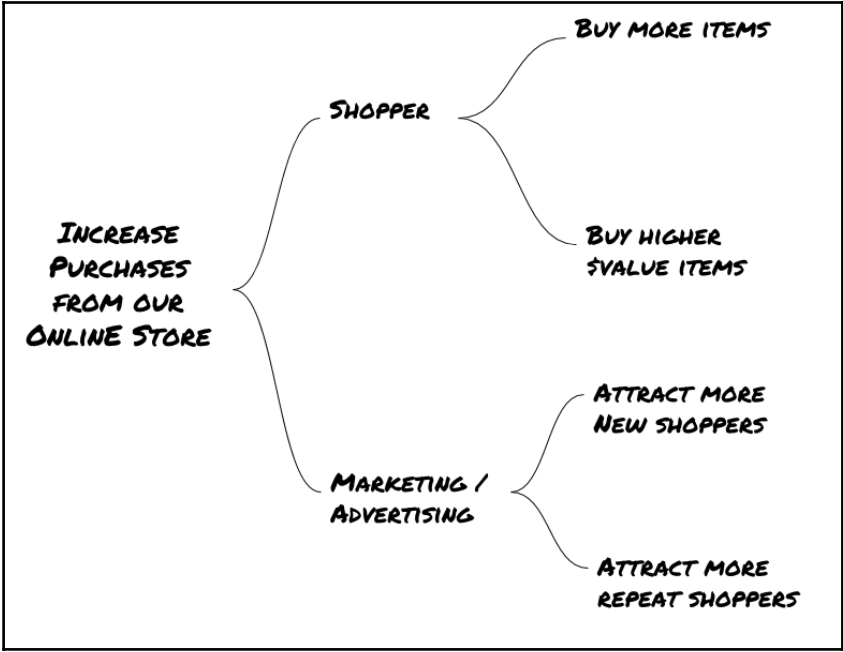 Buy more items
Shopper
Increase
Purchases
from our
OnlinE Store
Buy higher
$value items
Attract more
New shoppers
Marketing /
Advertising
Attract more
repeat shoppers